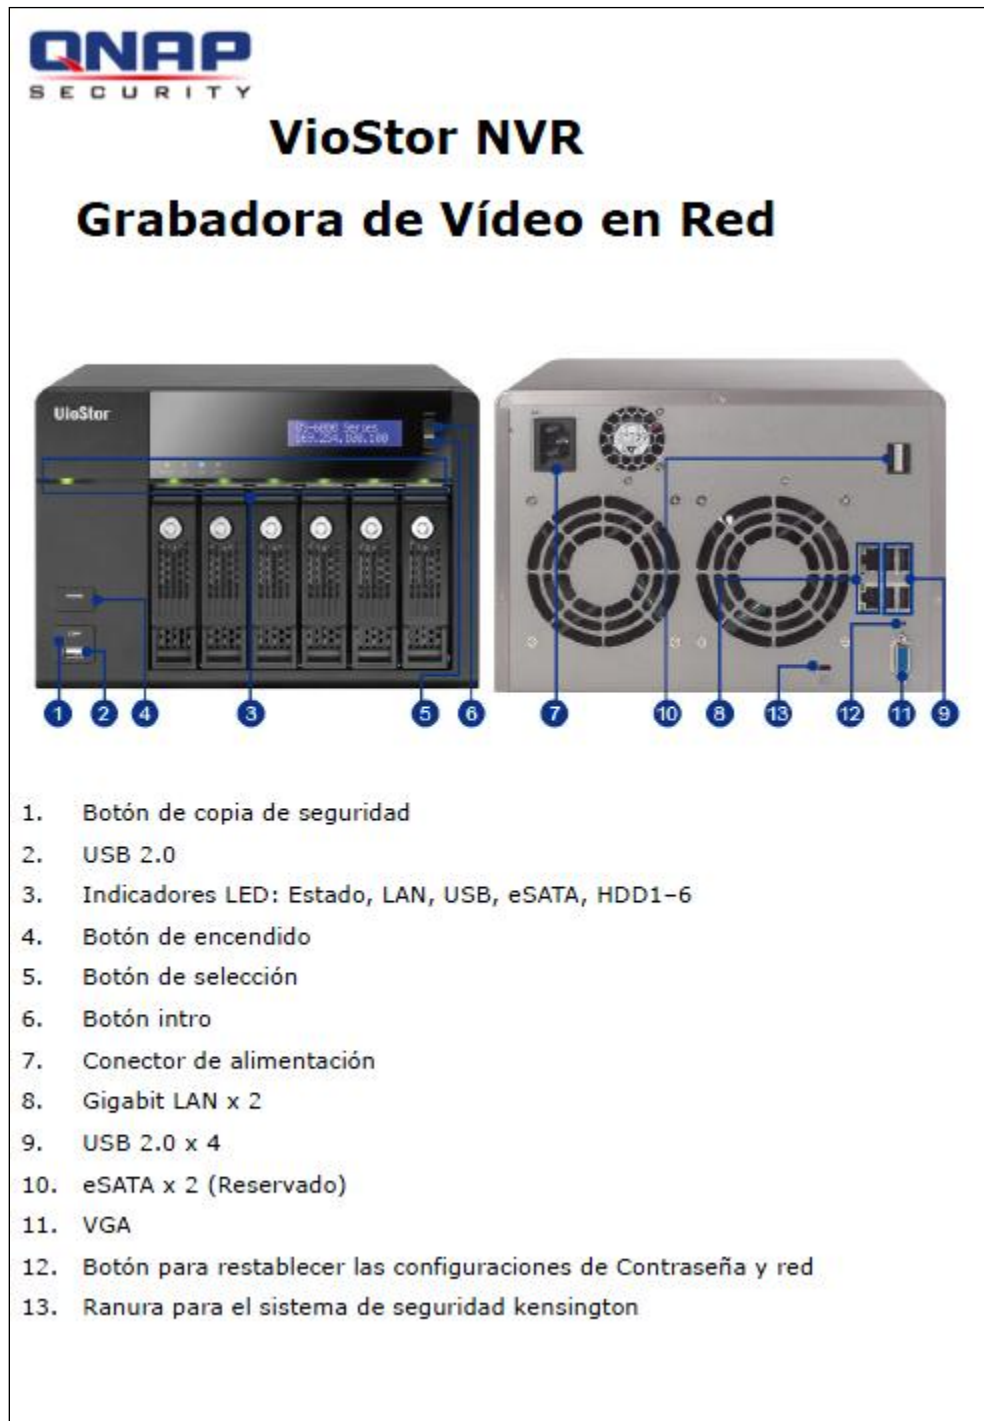 QNAP
SECURITY
VioStor NVR
Grabadora de Vídeo en Red
VioStor
169.254.100.100
1 2 4 3 5 6 7 10 8 13 12 11 9
1. Botón de copia de seguridad
2. USB 2.0
3. Indicadores LED: Estado, LAN, USB, eSATA, HDD1–6
4. Botón de encendido
5. Botón de selección
6. Botón intro
7. Conector de alimentación
8. Gigabit LAN x 2
9. USB 2.0 x 4
10. eSATA x 2 (Reservado)
11. VGA
12. Botón para restablecer las configuraciones de Contraseña y red
13. Ranura para el sistema de seguridad kensington